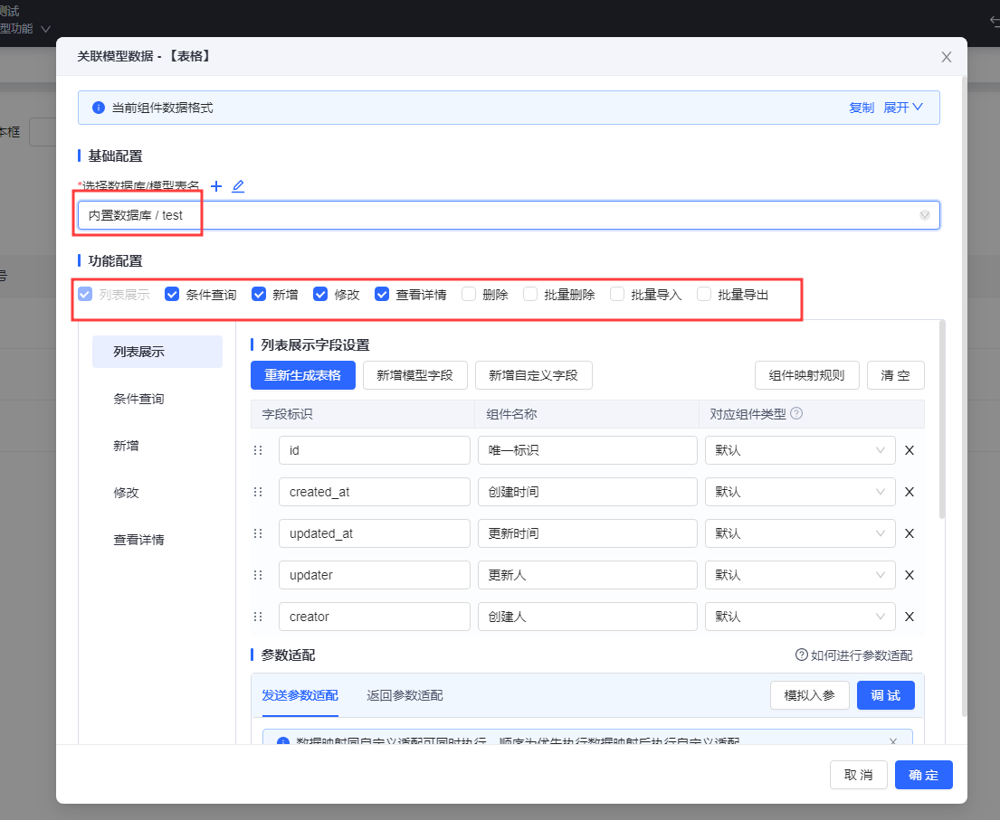 测试
型功能
关联模型数据 - 【表格】
当前组件数据格式 复制 展开
本框
基础配置
*选择数据库/模型表名
内置数据库 / test
功能配置
列表展示 条件查询 新增 修改 查看详情 删除 批量删除 批量导入 批量导出
列表展示
条件查询
新增
修改
查看详情
列表展示字段设置
重新生成表格 新增模型字段 新增自定义字段 组件映射规则 清 空
字段标识 组件名称 对应组件类型
id 唯一标识 默认 X
created_at 创建时间 默认 X
updated_at 更新时间 默认 X
updater 更新人 默认 X
creator 创建人 默认 X
参数适配 如何进行参数适配
发送参数适配 返回参数适配 模拟入参 调 试
数据映射同自定义适配可同时执行，顺序为优先执行数据映射后执行自定义适配
取 消 确 定